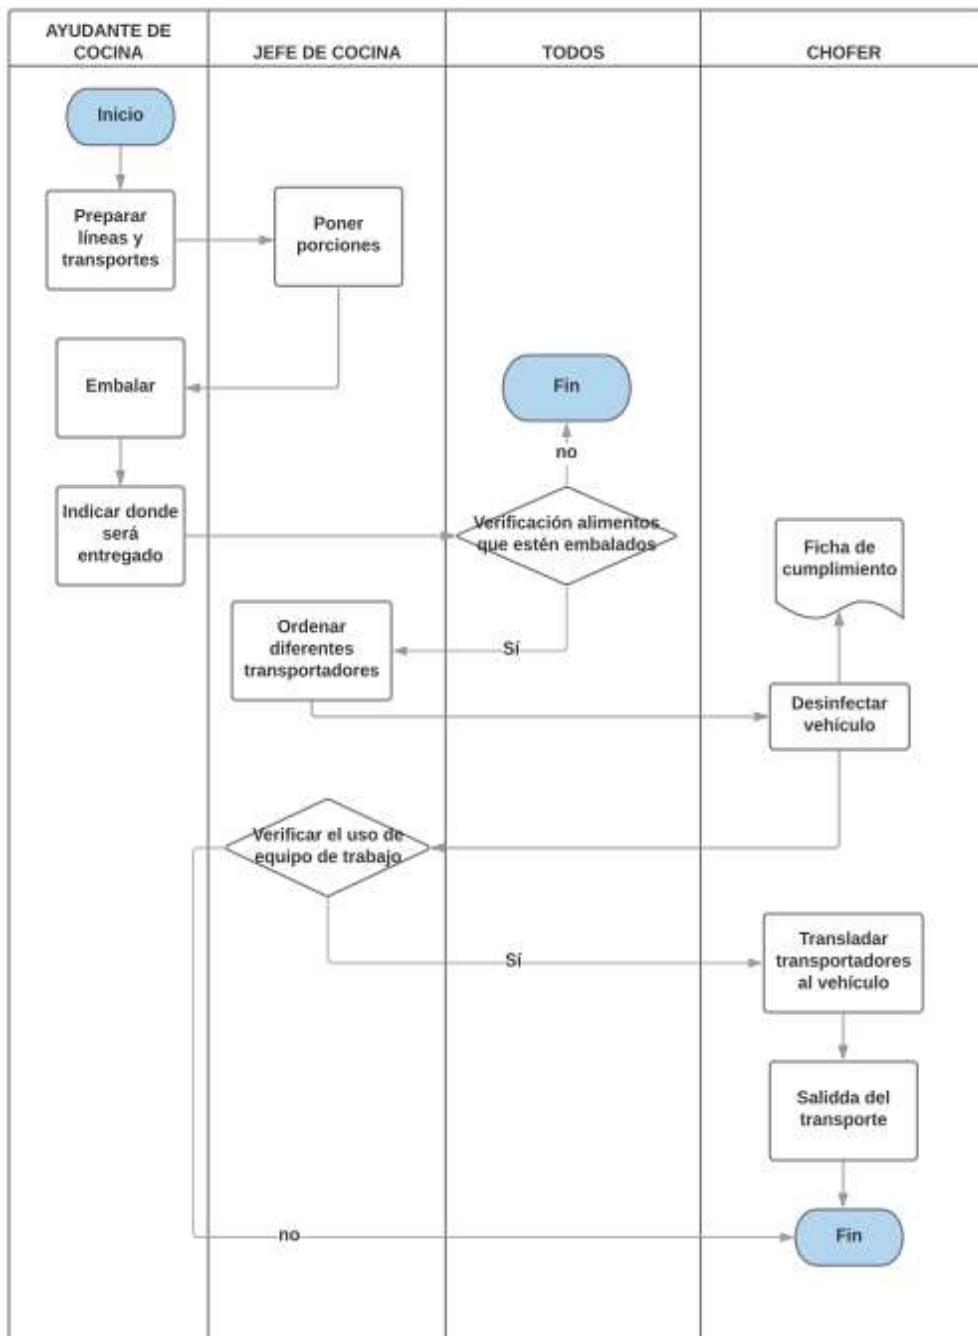 AYUDANTE DE
COCINA
JEFE DE COCINA
TODOS
CHOFER
Inicio
Preparar
líneas y
transportes
Poner
porciones
Embalar
Fin
no
Indicar donde
será
entregado
Verificación alimentos
que estén embalados
Ficha de
cumplimiento
Ordenar
diferentes
transportadores
Sí
Desinfectar
vehículo
Verificar el uso de
equipo de trabajo
Sí
Transladar
transportadores
al vehículo
Salidda del
transporte
no
Fin